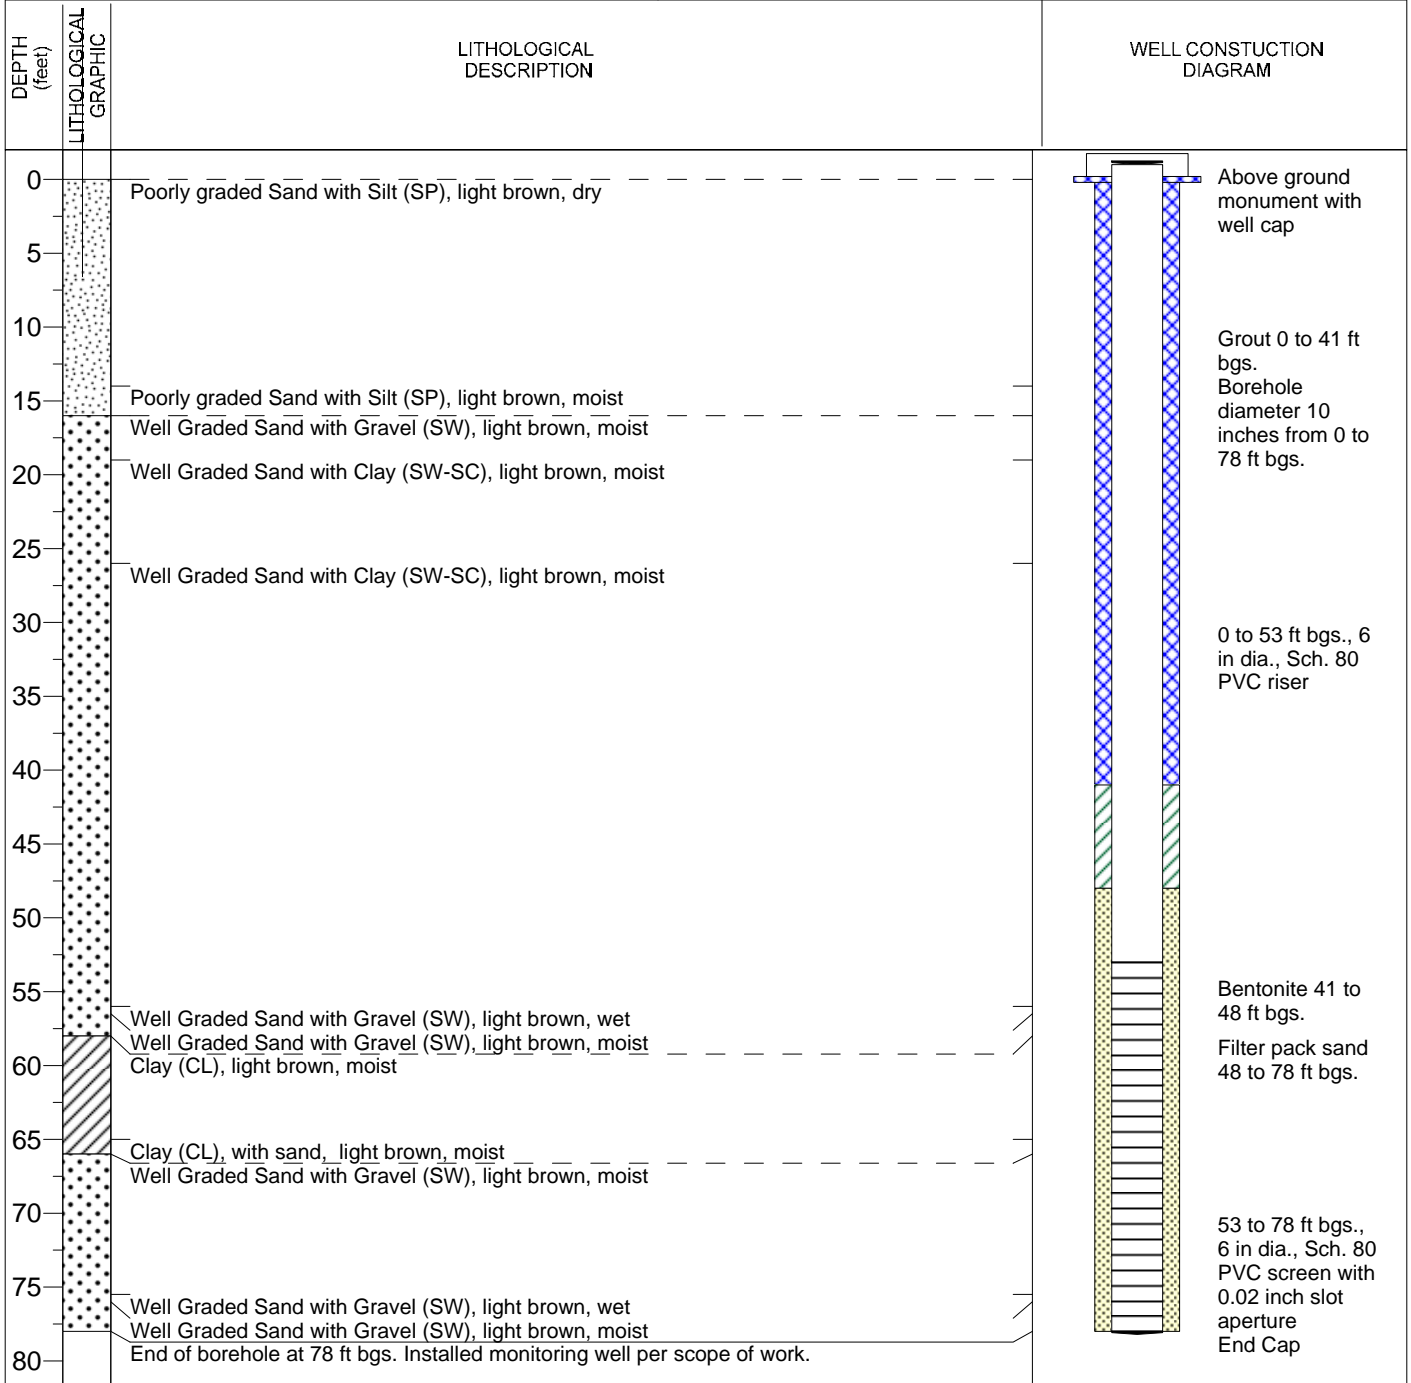 DEPTH
(feet)
LITHOLOGICAL
GRAPHIC
LITHOLOGICAL
DESCRIPTION
WELL CONSTUCTION
DIAGRAM
0
5
10
15
20
25
30
35
40
45
50
55
60
65
70
75
80
Poorly graded Sand with Silt (SP), light brown, dry
Poorly graded Sand with Silt (SP), light brown, moist
Well Graded Sand with Gravel (SW), light brown, moist
Well Graded Sand with Clay (SW-SC), light brown, moist
Well Graded Sand with Clay (SW-SC), light brown, moist
Well Graded Sand with Gravel (SW), light brown, wet
Well Graded Sand with Gravel (SW), light brown, moist
Clay (CL), light brown, moist
Clay (CL), with sand, light brown, moist
Well Graded Sand with Gravel (SW), light brown, moist
Well Graded Sand with Gravel (SW), light brown, wet
Well Graded Sand with Gravel (SW), light brown, moist
End of borehole at 78 ft bgs. Installed monitoring well per scope of work.
Above ground
monument with
well cap
Grout 0 to 41 ft
bgs.
Borehole
diameter 10
inches from 0 to
78 ft bgs.
0 to 53 ft bgs., 6
in dia., Sch. 80
PVC riser
Bentonite 41 to
48 ft bgs.
Filter pack sand
48 to 78 ft bgs.
53 to 78 ft bgs.,
6 in dia., Sch. 80
PVC screen with
0.02 inch slot
aperture
End Cap